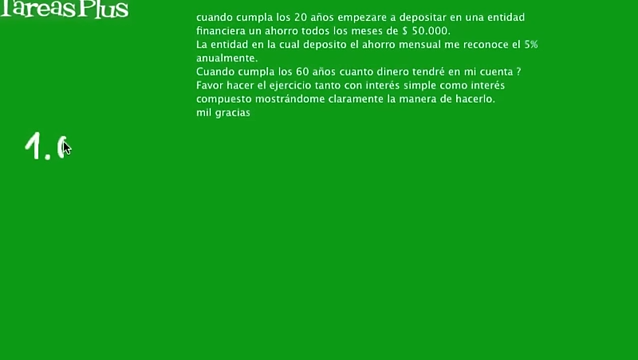 TareasPlus
cuando cumpla los 20 años empezare a depositar en una entidad
financiera un ahorro todos los meses de $ 50.000.
La entidad en la cual deposito el ahorro mensual me reconoce el 5%
anualmente.
Cuando cumpla los 60 años cuanto dinero tendré en mi cuenta ?
Favor hacer el ejercicio tanto con interés simple como interés
compuesto mostrándome claramente la manera de hacerlo.
mil gracias
1.